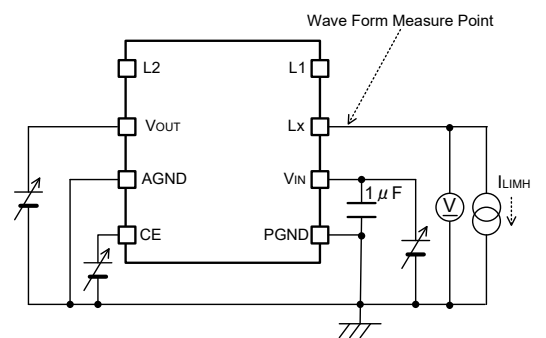 Wave Form Measure Point
L2
L1
VOUT
Lx
AGND
VIN
1μF
ILIMH
V
CE
PGND